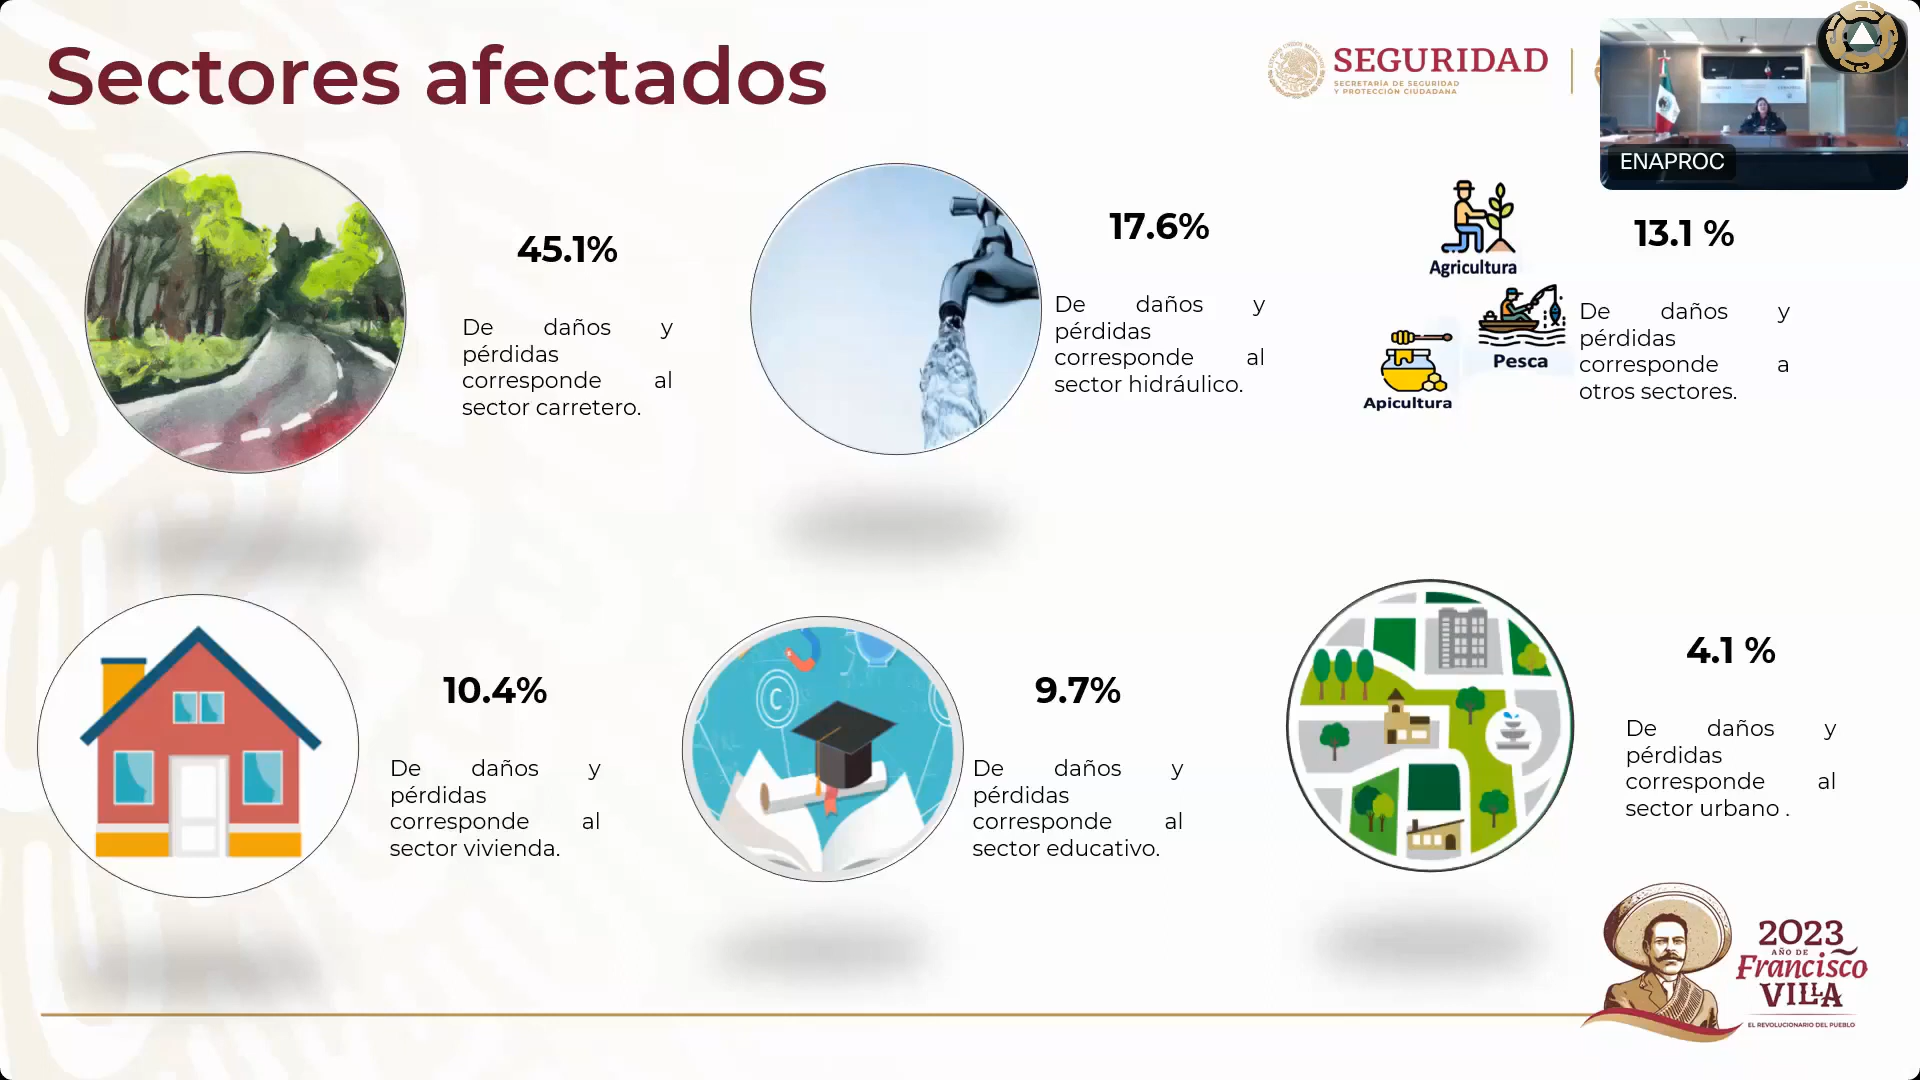 Sectores afectados
SEGURIDAD
SECRETARÍA DE SEGURIDAD
Y PROTECCIÓN CIUDADANA
ENAPROC
45.1%
De daños y
pérdidas
corresponde al
sector carretero.
17.6%
De daños y
pérdidas
corresponde al
sector hidráulico.
Agricultura
Pesca
Apicultura
13.1 %
De daños y
pérdidas
corresponde a
otros sectores.
10.4%
De daños y
pérdidas
corresponde al
sector vivienda.
9.7%
De daños y
pérdidas
corresponde al
sector educativo.
4.1 %
De daños y
pérdidas
corresponde al
sector urbano .
2023
AÑO DE
Francisco
VILLA
EL REVOLUCIONARIO DEL PUEBLO